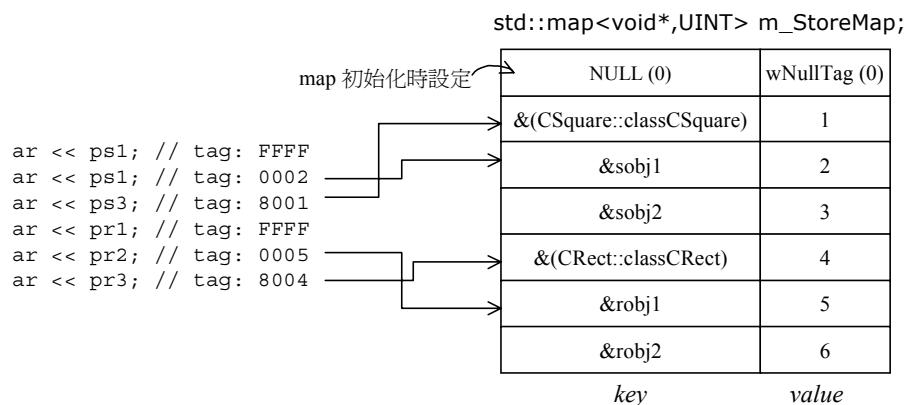 std::map<void*,UINT> m_StoreMap;
map 初始化時設定
NULL (0) wNullTag (0)
&(CSquare::classCSquare) 1
&sobj1 2
&sobj2 3
&(CRect::classCRect) 4
&robj1 5
&robj2 6
key value
ar << ps1; // tag: FFFF
ar << ps1; // tag: 0002
ar << ps3; // tag: 8001
ar << pr1; // tag: FFFF
ar << pr2; // tag: 0005
ar << pr3; // tag: 8004